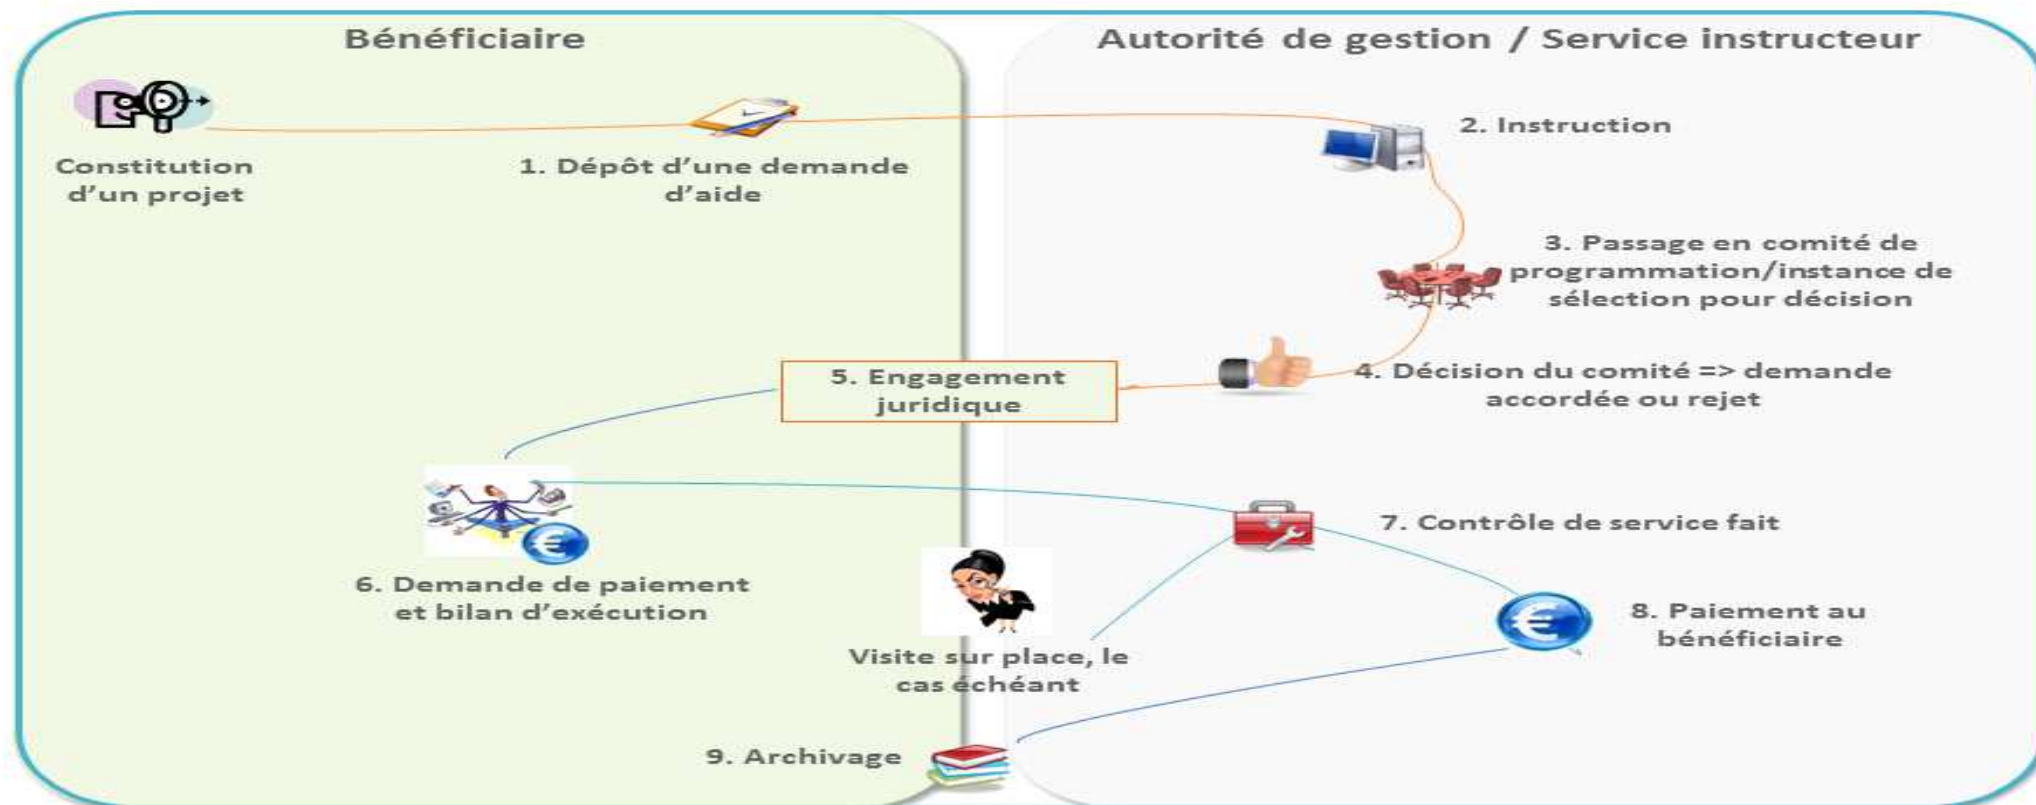 Bénéficiaire
Autorité de gestion / Service instructeur
Constitution
d'un projet
1. Dépôt d'une demande
d'aide
2. Instruction
3. Passage en comité de
programmation/instance de
sélection pour décision
4. Décision du comité => demande
accordée ou rejet
5. Engagement
juridique
6. Demande de paiement
et bilan d'exécution
7. Contrôle de service fait
Visite sur place, le
cas échéant
8. Paiement au
bénéficiaire
9. Archivage